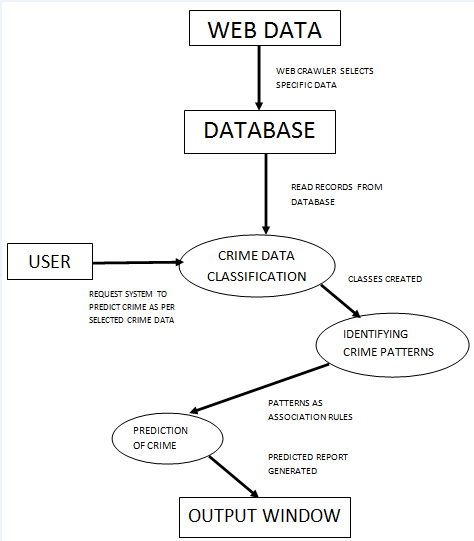 WEB DATA
WEB CRAWLER SELECTS
SPECIFIC DATA
DATABASE
READ RECORDS FROM
DATABASE
USER
CRIME DATA
CLASSIFICATION
REQUEST SYSTEM TO
PREDICT CRIME AS PER
SELECTED CRIME DATA
CLASSES CREATED
IDENTIFYING
CRIME PATTERNS
PATTERNS AS
ASSOCIATION RULES
PREDICTION
OF CRIME
PREDICTED REPORT
GENERATED
OUTPUT WINDOW